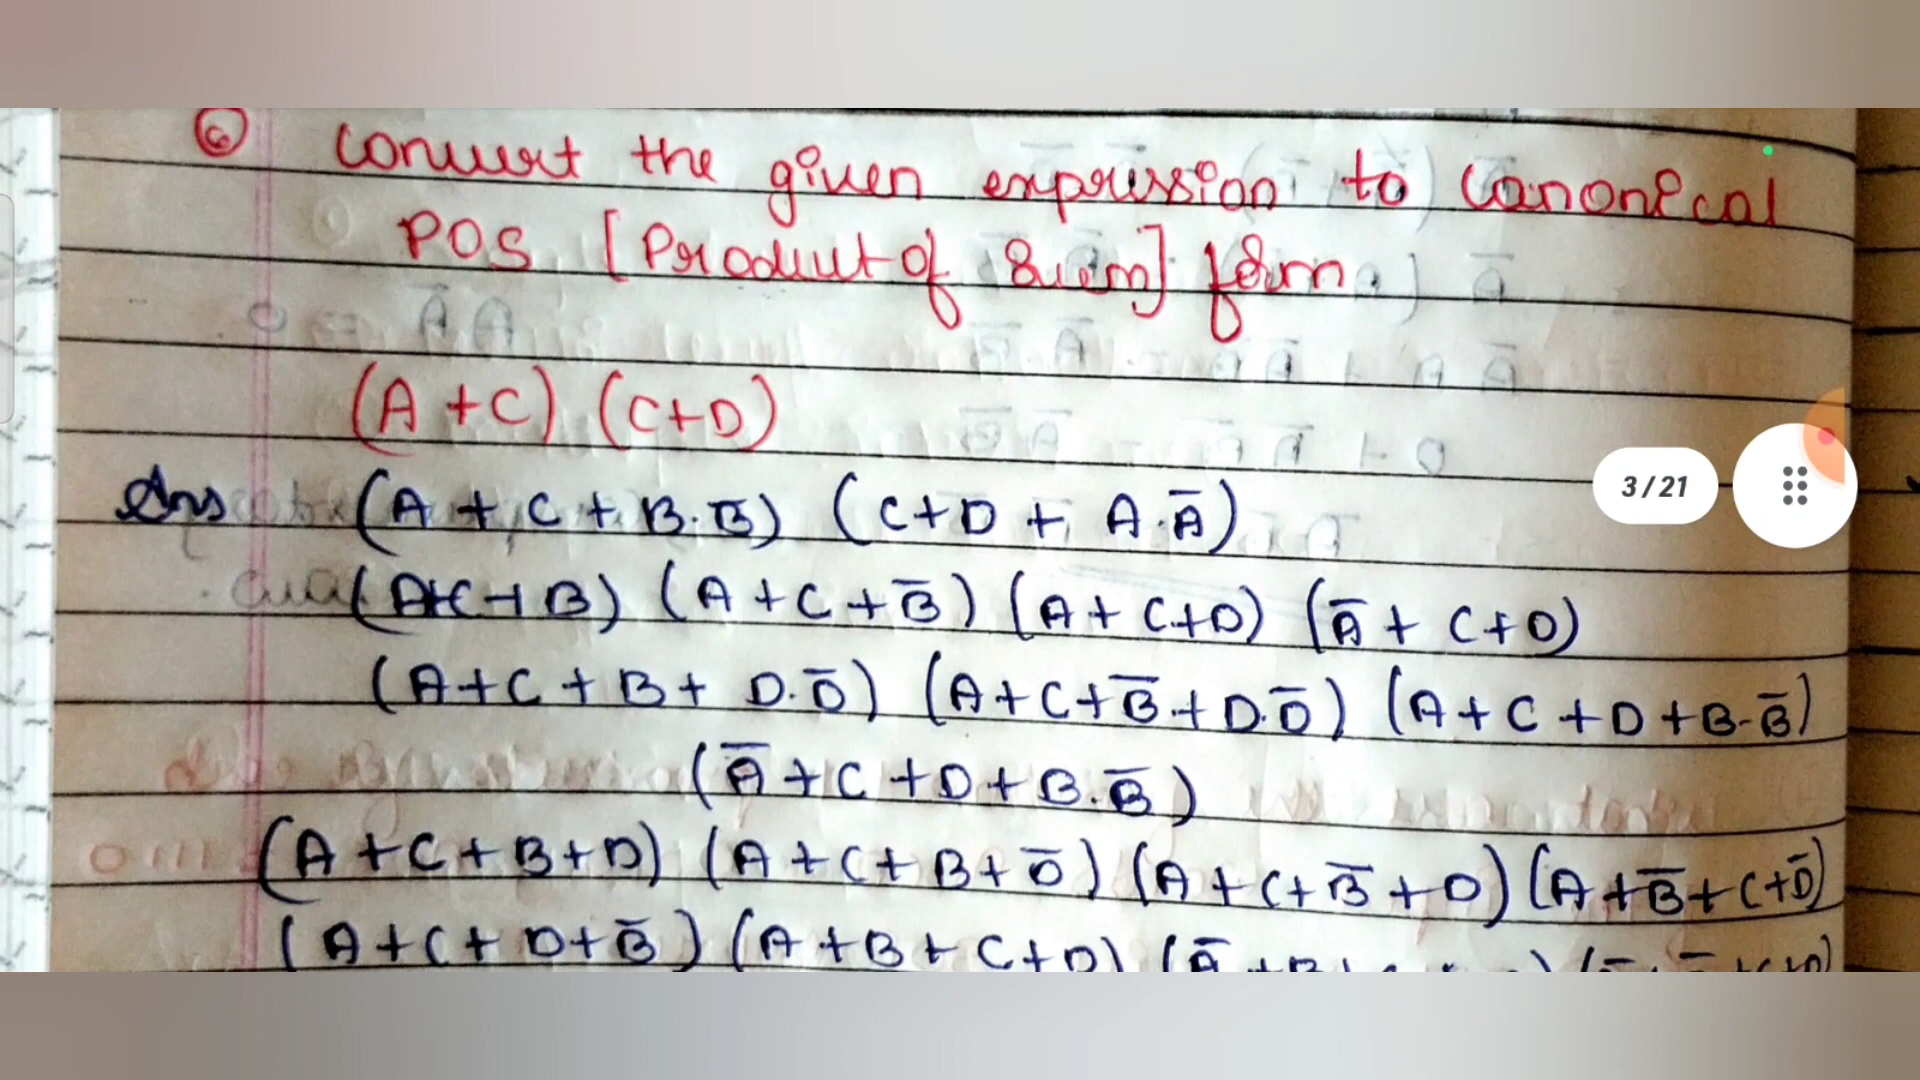 6 Convert the given expression to Canonical
POS [Product of Sum] form.
(A+C) (C+D)
Ans (A + C + B.B̅) (C+D + A.A̅)
(A+C+B) (A+C+B̅) (A+C+D) (A̅+C+D)
(A+C+B+ D.D̅) (A+C+B̅+D.D̅) (A+C+D+B.B̅)
(A̅+C+D+B.B̅)
(A+C+B+D) (A+C+B+D̅) (A+C+B̅+D) (A+B̅+C+D̅)
(A+C+D+B̅) (A+B+C+D)
3/21